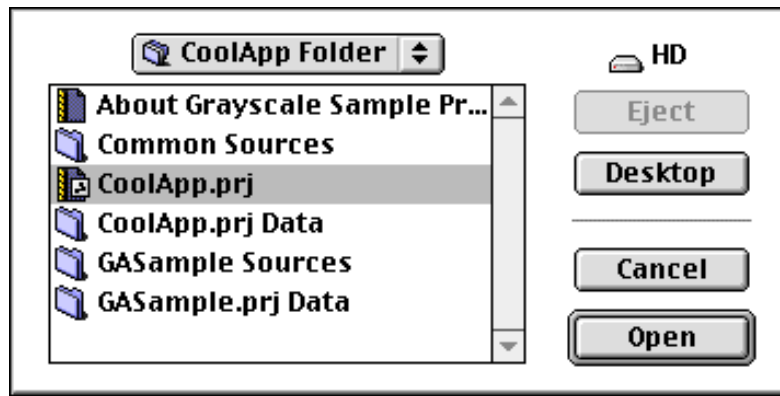 CoolApp Folder
HD
About Grayscale Sample Pr...
Common Sources
CoolApp.prj
CoolApp.prj Data
GASample Sources
GASample.prj Data
Eject
Desktop
Cancel
Open